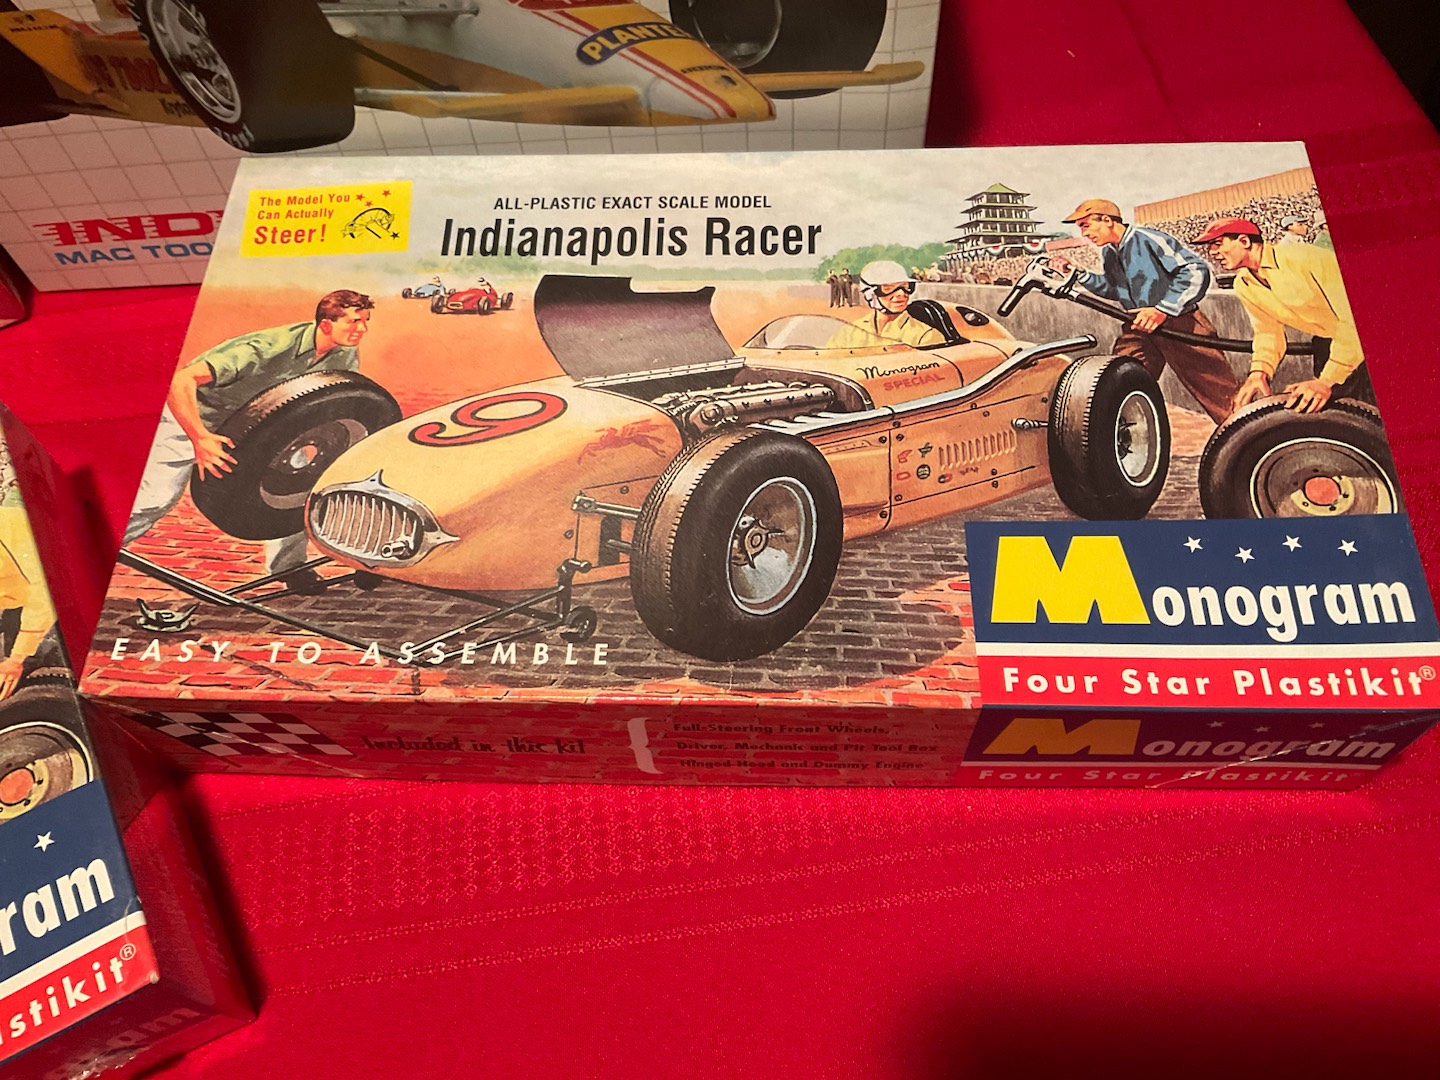 PLANTE
INDI
MAC TOO
The Model You
Can Actually
Steer!
ALL-PLASTIC EXACT SCALE MODEL
Indianapolis Racer
Monogram
SPECIAL
9
EASY TO ASSEMBLE
Monogram
Four Star Plastikit®
Included in this kit
Full-Steering Front Wheels,
Driver, Mechanic and Pit Tool Box
Hinged Hood and Dummy Engine
Monogram
Four Star Plastikit
ram
stikit®